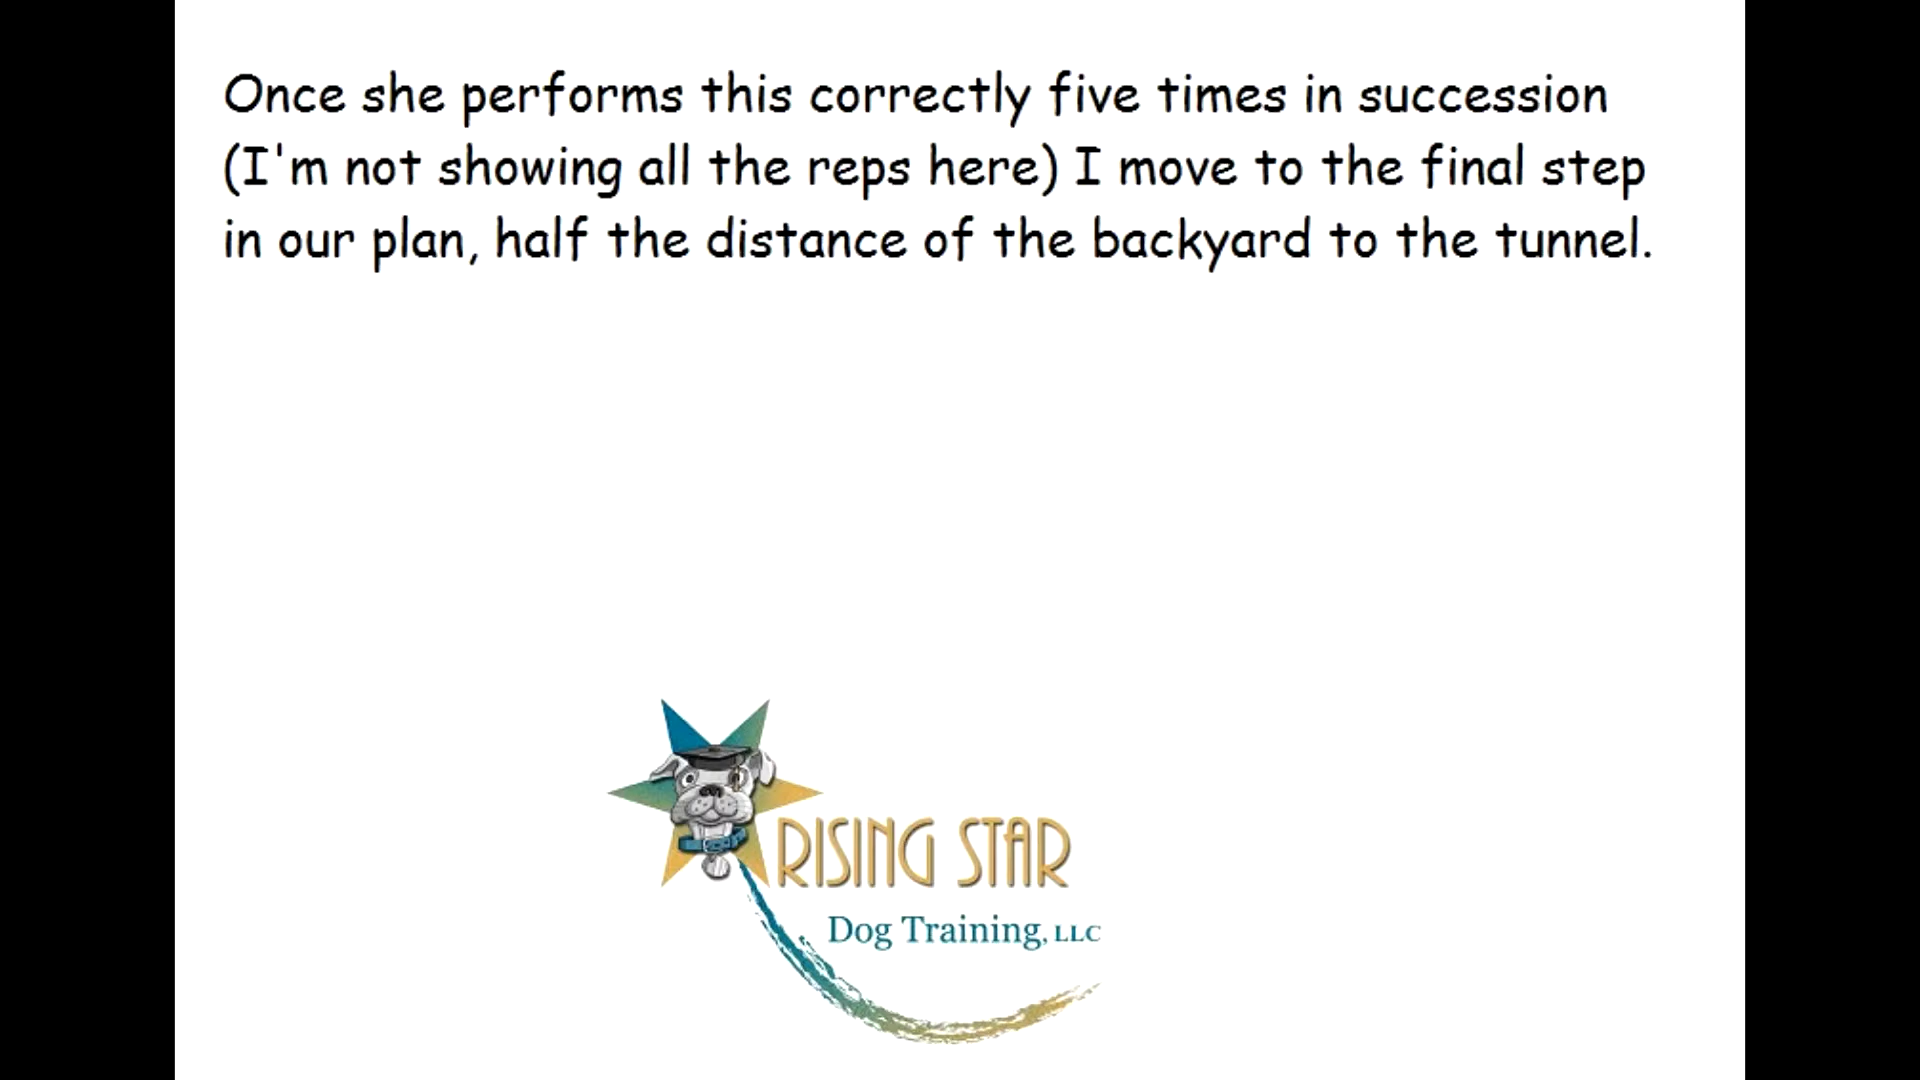 Once she performs this correctly five times in succession
(I'm not showing all the reps here) I move to the final step
in our plan, half the distance of the backyard to the tunnel.
RISING STAR
Dog Training, LLC